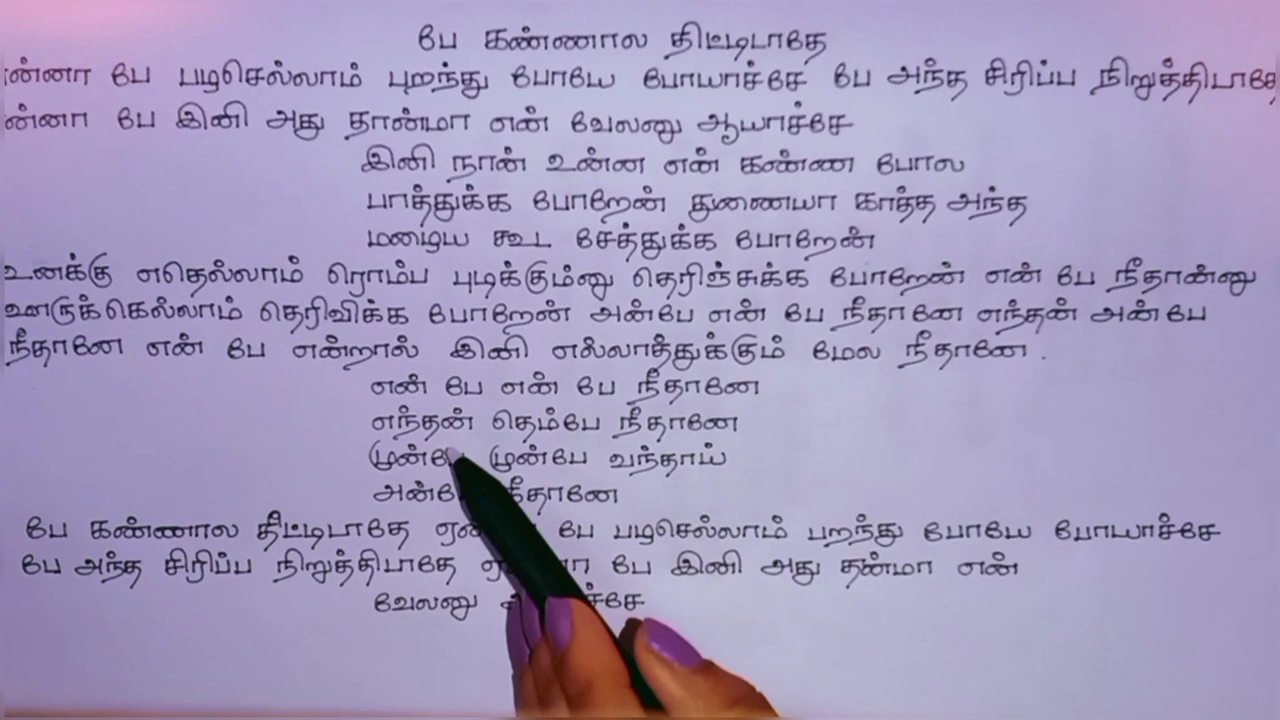 பே கண்ணால திட்டிடாதே
ன்னா பே பழசெல்லாம் புறந்து போயே போயாச்சே பே அந்த சிரிப்ப நிறுத்திபாதே
ன்னா பே இனி அது தான்மா என் வேலனு ஆயாச்சே
இனி நான் உன்ன என் கண்ண போல
பாத்துக்க போறேன் துணையா காத்த அந்த
மழைய கூட சேத்துக்க போறேன்
உனக்கு எதெல்லாம் ரொம்ப புடிக்கும்னு தெரிஞ்சுக்க போறேன் என் பே நீதான்னு
ஊருக்கெல்லாம் தெரிவிக்க போறேன் அன்பே என் பே நீதானே எந்தன் அன்பே
நீதானே என் பே என்றால் இனி எல்லாத்துக்கும் மேல நீதானே .
என் பே என் பே நீதானே
எந்தன் தெம்பே நீதானே
முன்பே வந்தாய்
நீதானே
பே கண்ணால தீட்டிபாதே பே பழசெல்லாம் பறந்து போயே போயாச்சே
பே அந்த சிரிப்ப நிறுத்திபாதே பே இனி அது தன்மா என்
வேலனு